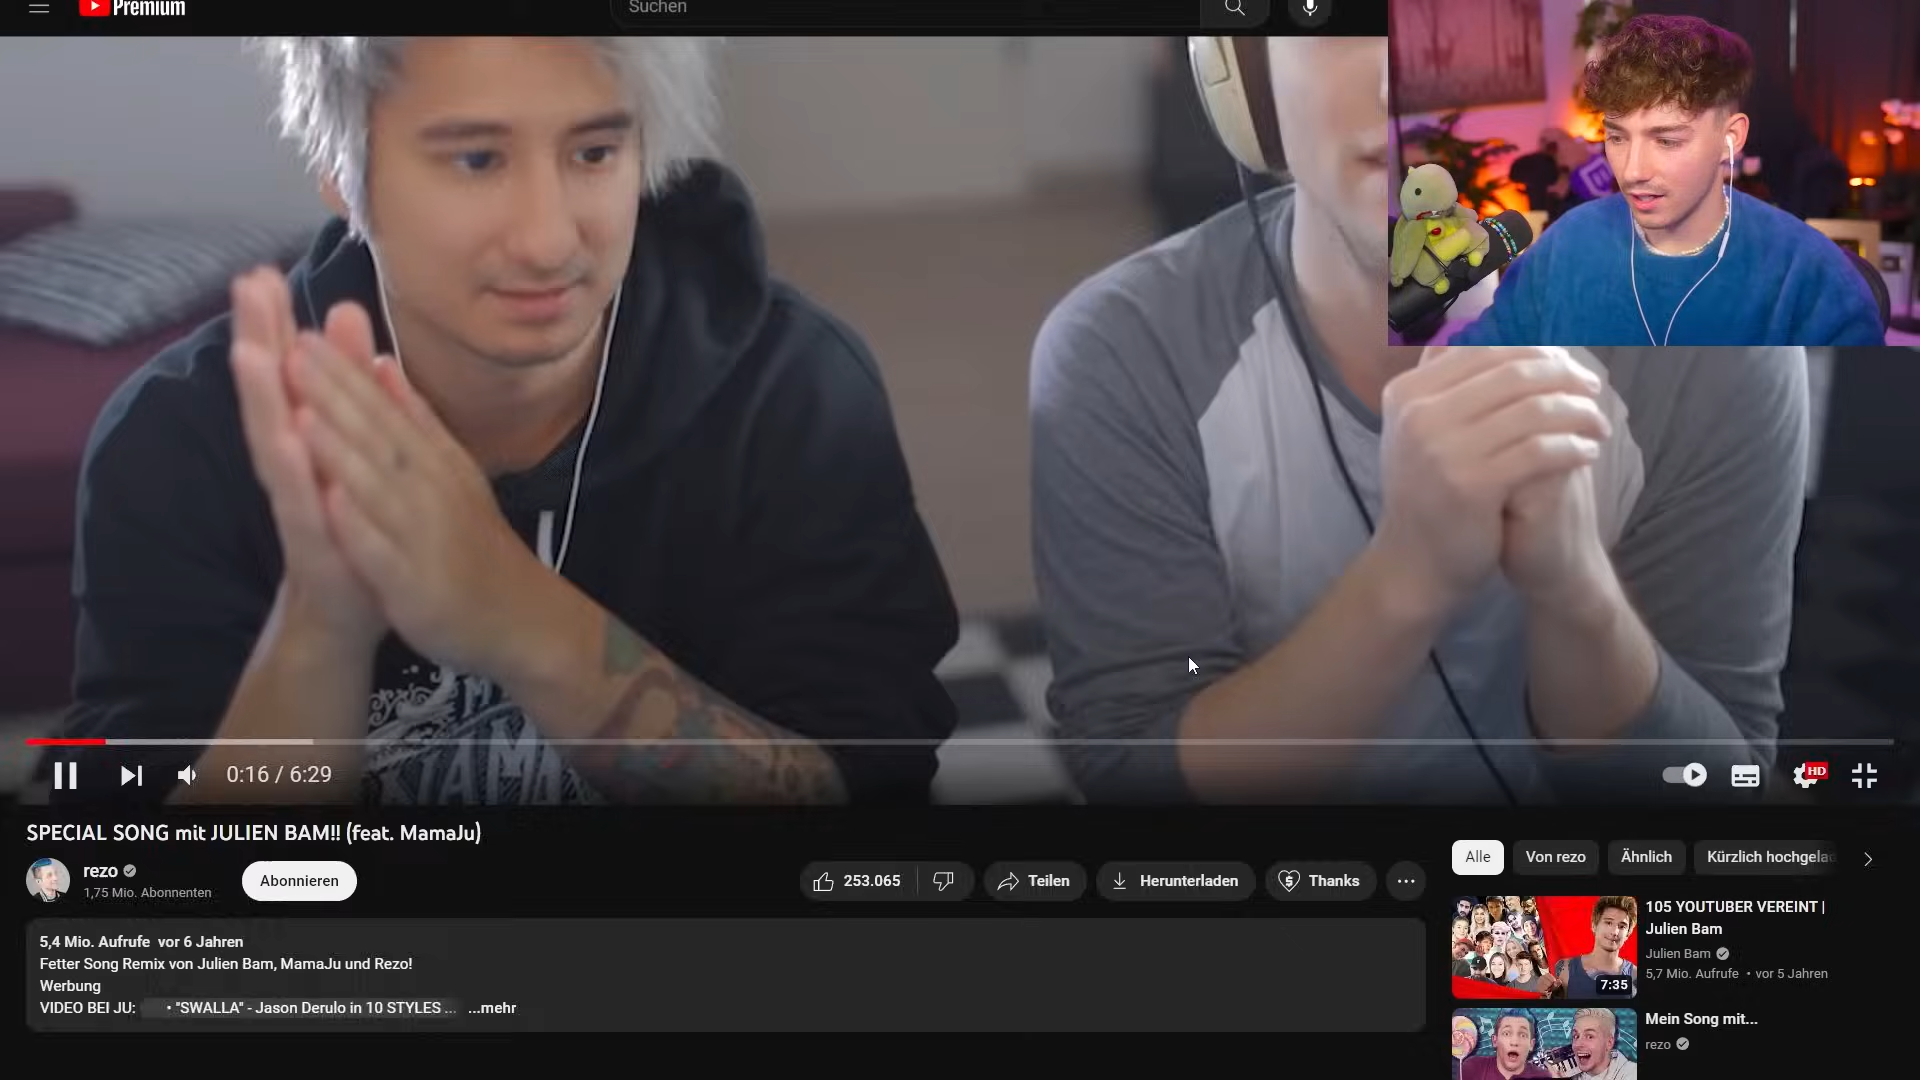 Premium
Suchen
0:16 / 6:29
HD
SPECIAL SONG mit JULIEN BAM!! (feat. MamaJu)
rezo
1,75 Mio. Abonnenten
Abonnieren
253.065
Teilen
Herunterladen
Thanks
5,4 Mio. Aufrufe vor 6 Jahren
Fetter Song Remix von Julien Bam, MamaJu und Rezo!
Werbung
VIDEO BEI JU: • "SWALLA" - Jason Derulo in 10 STYLES ... ...mehr
Alle
Von rezo
Ähnlich
Kürzlich hochgelad
105 YOUTUBER VEREINT |
Julien Bam
Julien Bam
5,7 Mio. Aufrufe • vor 5 Jahren
7:35
Mein Song mit...
rezo